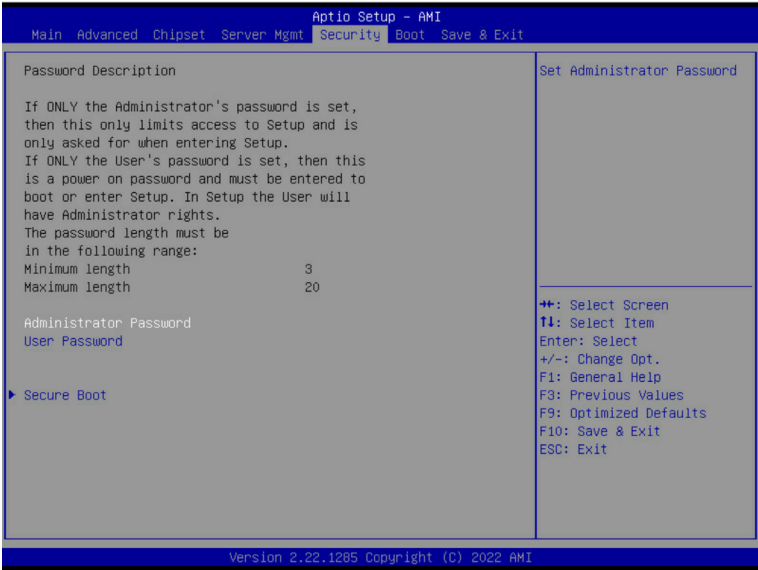 Aptio Setup - AMI
Main Advanced Chipset Server Mgmt Security Boot Save & Exit
Password Description
If ONLY the Administrator's password is set,
then this only limits access to Setup and is
only asked for when entering Setup.
If ONLY the User's password is set, then this
is a power on password and must be entered to
boot or enter Setup. In Setup the User will
have Administrator rights.
The password length must be
in the following range:
Minimum length 3
Maximum length 20
Administrator Password
User Password
Secure Boot
Set Administrator Password
→←: Select Screen
↑↓: Select Item
Enter: Select
+/-: Change Opt.
F1: General Help
F3: Previous Values
F9: Optimized Defaults
F10: Save & Exit
ESC: Exit
Version 2.22.1285 Copyright (C) 2022 AMI